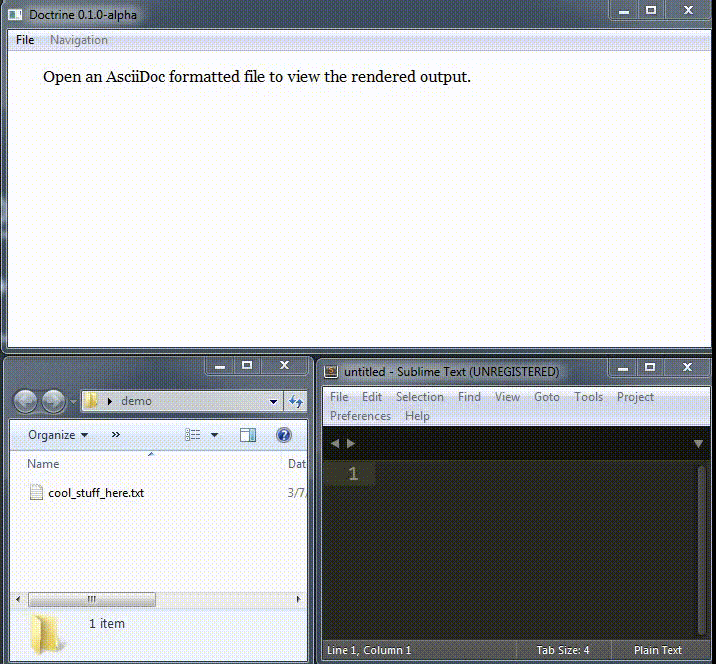 Doctrine 0.1.0-alpha
File Navigation
Open an AsciiDoc formatted file to view the rendered output.
demo
Organize »
Name Dat
cool_stuff_here.txt 3/7/
1 item
untitled - Sublime Text (UNREGISTERED)
File Edit Selection Find View Goto Tools Project
Preferences Help
1
Line 1, Column 1 Tab Size: 4 Plain Text